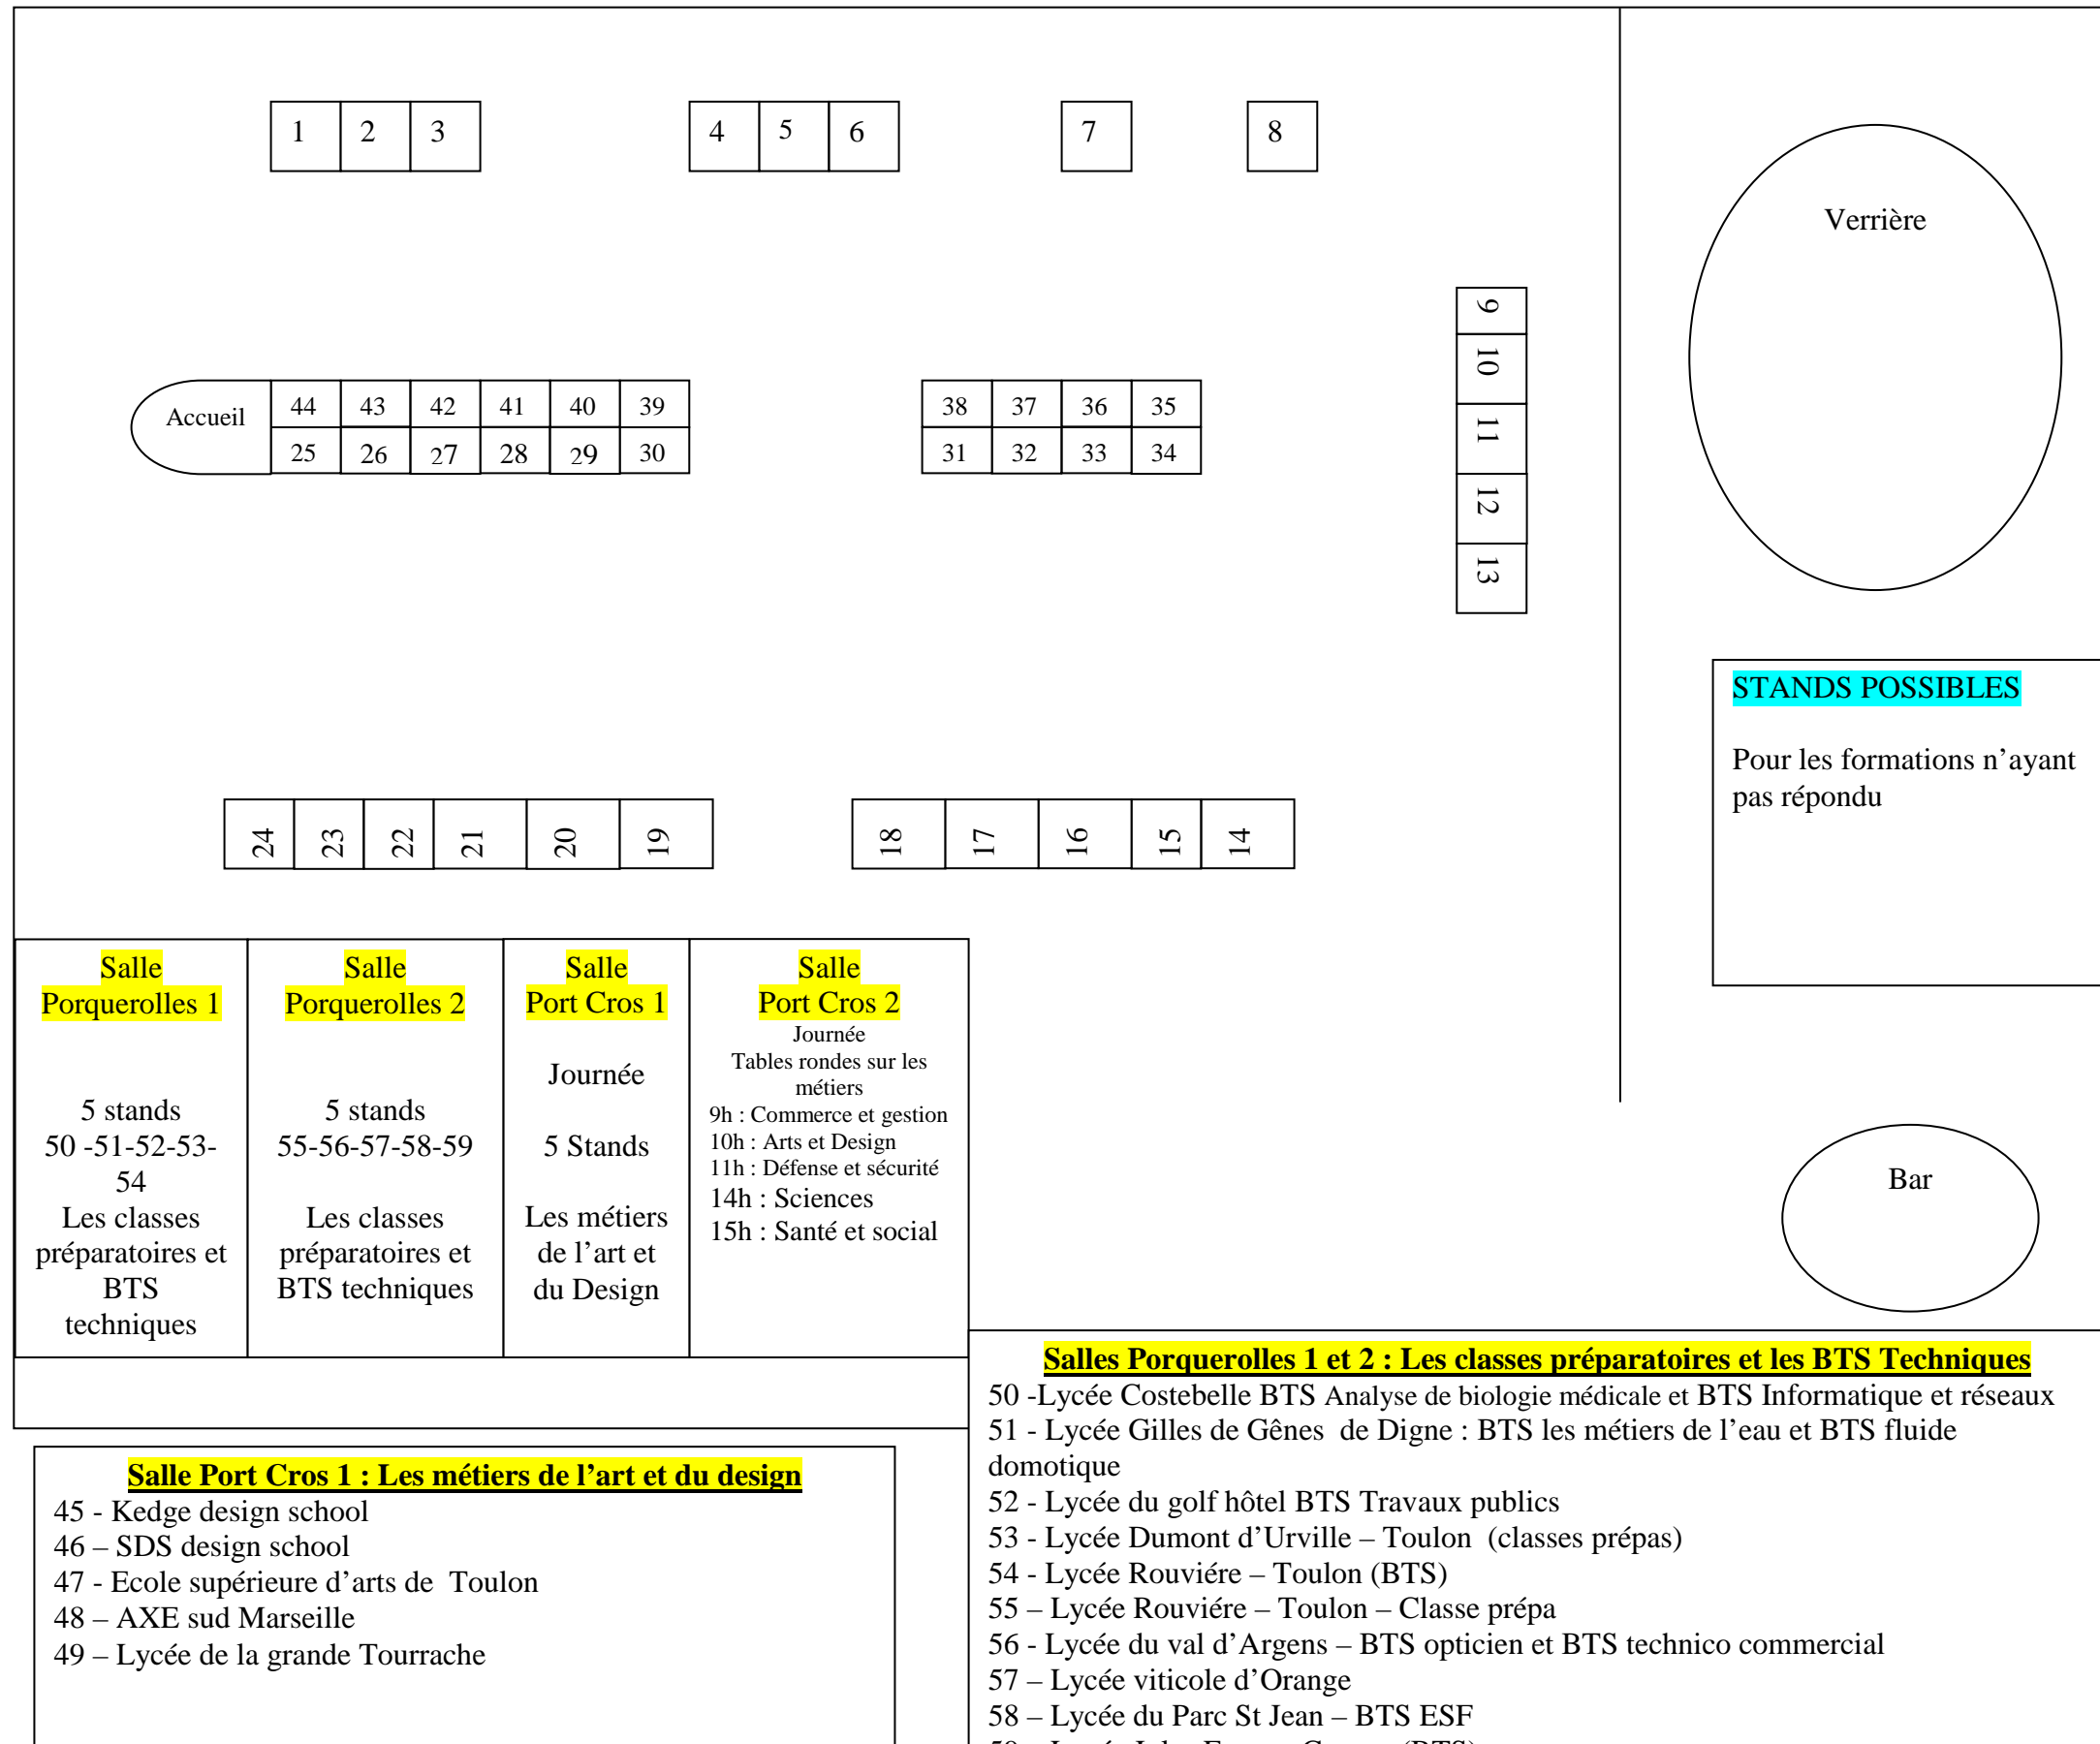 1 2 3 4 5 6 7 8
Verrière
9
10
11
12
13
Accueil
44 43 42 41 40 39
25 26 27 28 29 30
38 37 36 35
31 32 33 34
STANDS POSSIBLES
Pour les formations n’ayant
pas répondu
24 23 22 21 20 19 18 17 16 15 14
Salle
Porquerolles 1
5 stands
50 -51-52-53-
54
Les classes
préparatoires et
BTS
techniques
Salle
Porquerolles 2
5 stands
55-56-57-58-59
Les classes
préparatoires et
BTS techniques
Salle
Port Cros 1
Journée
5 Stands
Les métiers
de l’art et
du Design
Salle
Port Cros 2
Journée
Tables rondes sur les
métiers
9h : Commerce et gestion
10h : Arts et Design
11h : Défense et sécurité
14h : Sciences
15h : Santé et social
Bar
Salle Port Cros 1 : Les métiers de l’art et du design
45 - Kedge design school
46 – SDS design school
47 - Ecole supérieure d’arts de Toulon
48 – AXE sud Marseille
49 – Lycée de la grande Tourrache
Salles Porquerolles 1 et 2 : Les classes préparatoires et les BTS Techniques
50 -Lycée Costebelle BTS Analyse de biologie médicale et BTS Informatique et réseaux
51 - Lycée Gilles de Gênes de Digne : BTS les métiers de l’eau et BTS fluide
domotique
52 - Lycée du golf hôtel BTS Travaux publics
53 - Lycée Dumont d’Urville – Toulon (classes prépas)
54 - Lycée Rouviére – Toulon (BTS)
55 – Lycée Rouviére – Toulon – Classe prépa
56 - Lycée du val d’Argens – BTS opticien et BTS technico commercial
57 – Lycée viticole d’Orange
58 – Lycée du Parc St Jean – BTS ESF